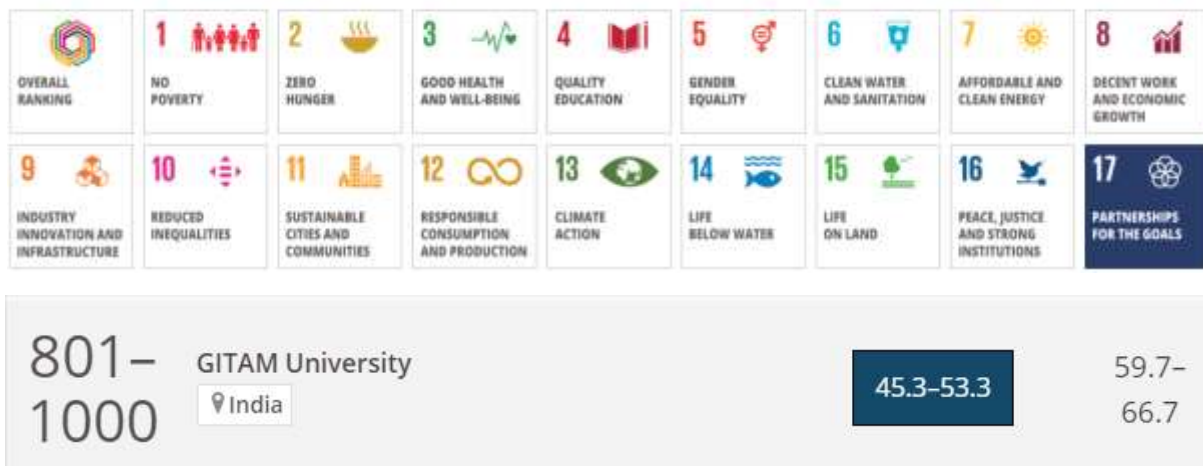 OVERALL
RANKING
1
NO
POVERTY
2
ZERO
HUNGER
3
GOOD HEALTH
AND WELL-BEING
4
QUALITY
EDUCATION
5
GENDER
EQUALITY
6
CLEAN WATER
AND SANITATION
7
AFFORDABLE AND
CLEAN ENERGY
8
DECENT WORK
AND ECONOMIC
GROWTH
9
INDUSTRY
INNOVATION AND
INFRASTRUCTURE
10
REDUCED
INEQUALITIES
11
SUSTAINABLE
CITIES AND
COMMUNITIES
12
RESPONSIBLE
CONSUMPTION
AND PRODUCTION
13
CLIMATE
ACTION
14
LIFE
BELOW WATER
15
LIFE
ON LAND
16
PEACE, JUSTICE
AND STRONG
INSTITUTIONS
17
PARTNERSHIPS
FOR THE GOALS
801–
1000
GITAM University
India
45.3–53.3
59.7–
66.7